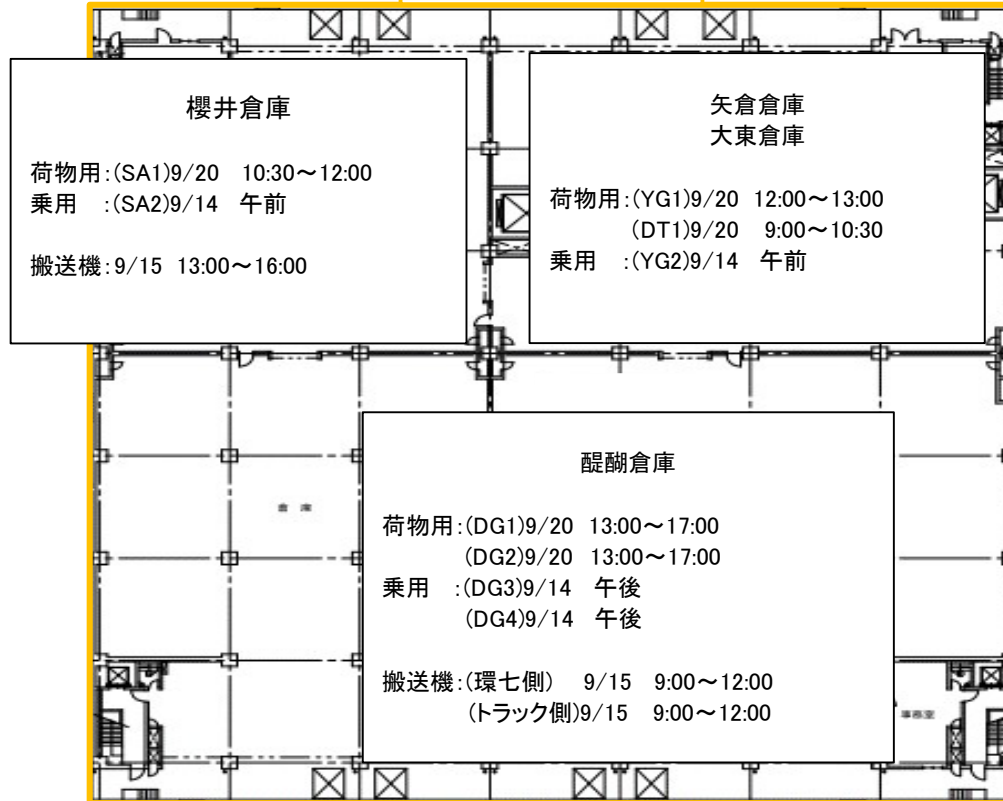 櫻井倉庫
荷物用:(SA1)9/20 10:30～12:00
乗用 :(SA2)9/14 午前
搬送機:9/15 13:00～16:00
矢倉倉庫
大東倉庫
荷物用:(YG1)9/20 12:00～13:00
(DT1)9/20 9:00～10:30
乗用 :(YG2)9/14 午前
倉 庫
醍醐倉庫
荷物用:(DG1)9/20 13:00～17:00
(DG2)9/20 13:00～17:00
乗用 :(DG3)9/14 午後
(DG4)9/14 午後
搬送機:(環七側) 9/15 9:00～12:00
(トラック側)9/15 9:00～12:00
事務室